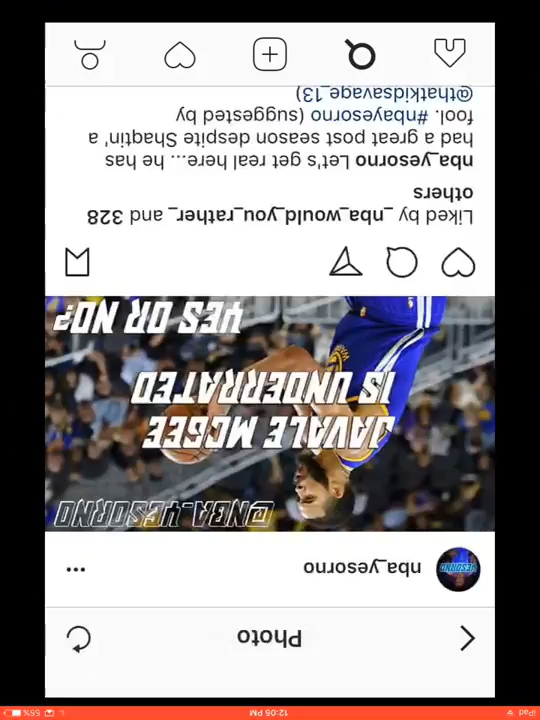 iPad
12:05 PM
55%
Photo
YESORNO
nba_yesorno
@NBA_YESORNO
JAVALE MCGEE
IS UNDERRATED
YES OR NO?
Liked by _nba_would_you_rather_ and 328
others
nba_yesorno Let's get real here... he has
had a great post season despite Shaqtin' a
fool. #nbayesorno (suggested by
@thatkidsavage_13)